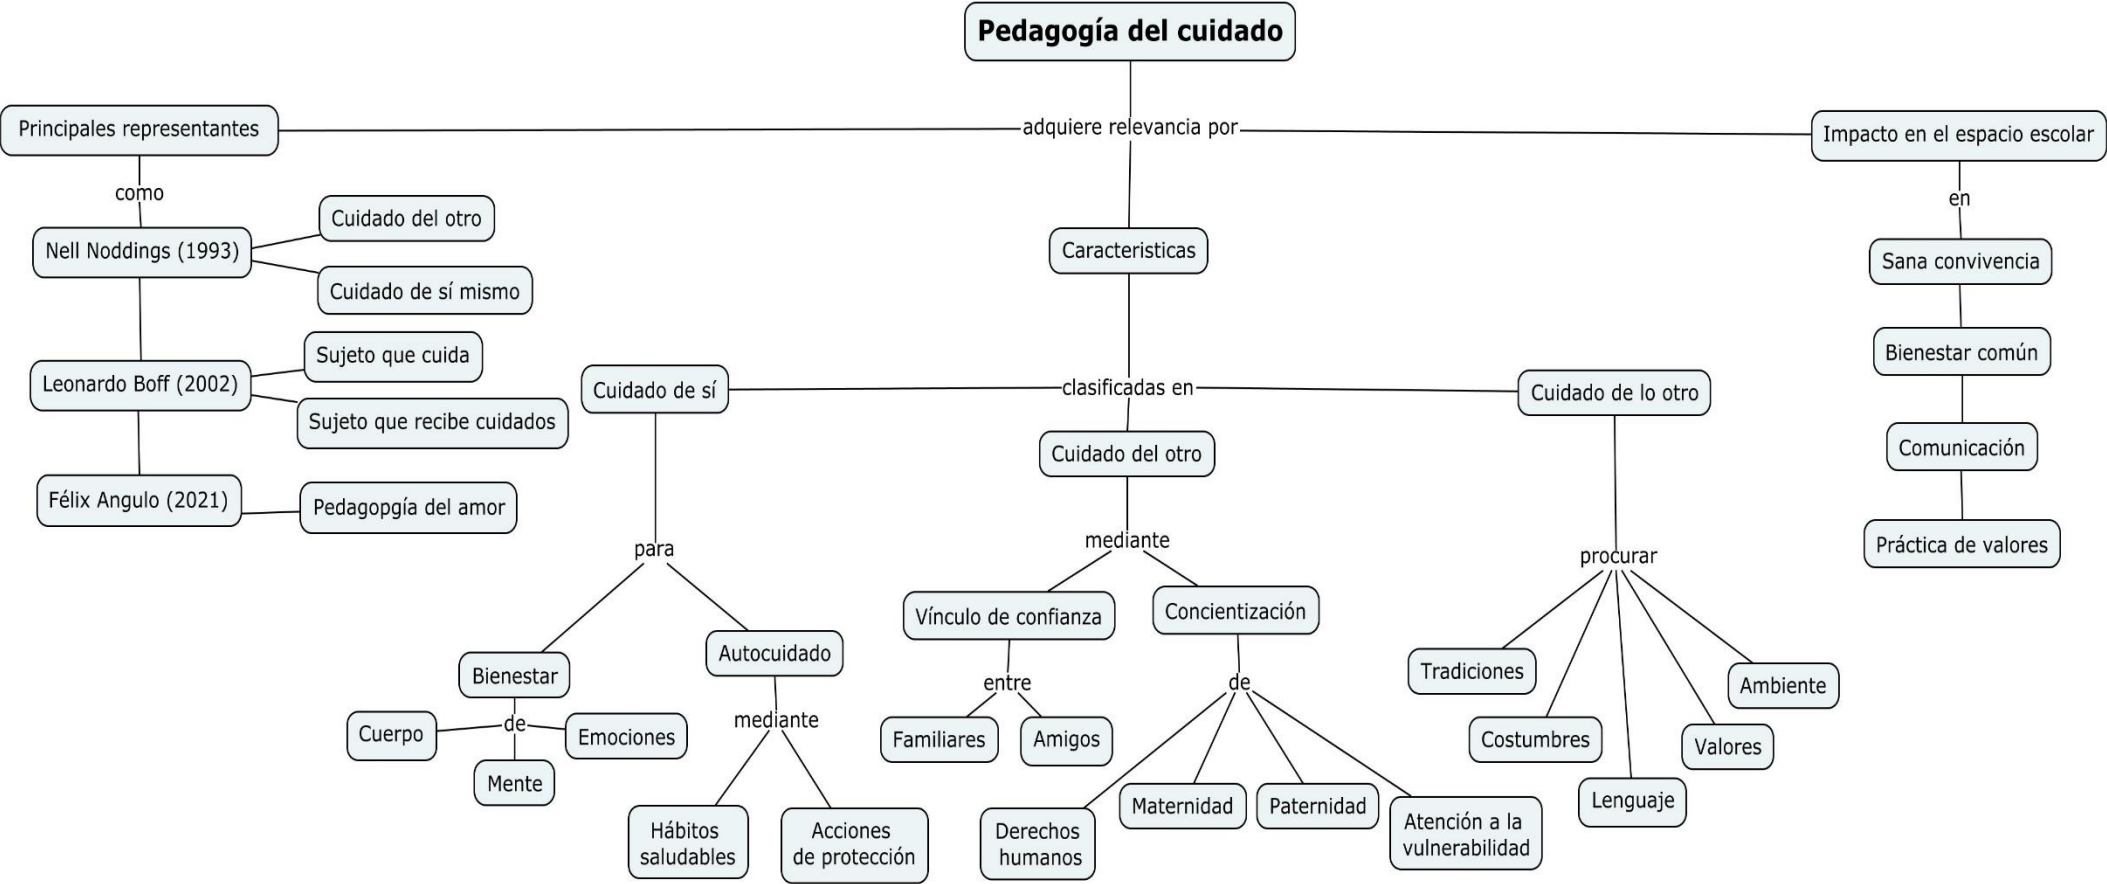 Pedagogía del cuidado
Principales representantes
adquiere relevancia por
Impacto en el espacio escolar
como
Nell Noddings (1993)
Cuidado del otro
Cuidado de sí mismo
Leonardo Boff (2002)
Sujeto que cuida
Sujeto que recibe cuidados
Félix Angulo (2021)
Pedagopgía del amor
Caracteristicas
clasificadas en
Cuidado de sí
para
Bienestar
de
Cuerpo
Mente
Emociones
Autocuidado
mediante
Hábitos
saludables
Acciones
de protección
Cuidado del otro
mediante
Vínculo de confianza
entre
Familiares
Amigos
Concientización
de
Derechos
humanos
Maternidad
Paternidad
Atención a la
vulnerabilidad
Cuidado de lo otro
procurar
Tradiciones
Costumbres
Lenguaje
Valores
Ambiente
en
Sana convivencia
Bienestar común
Comunicación
Práctica de valores